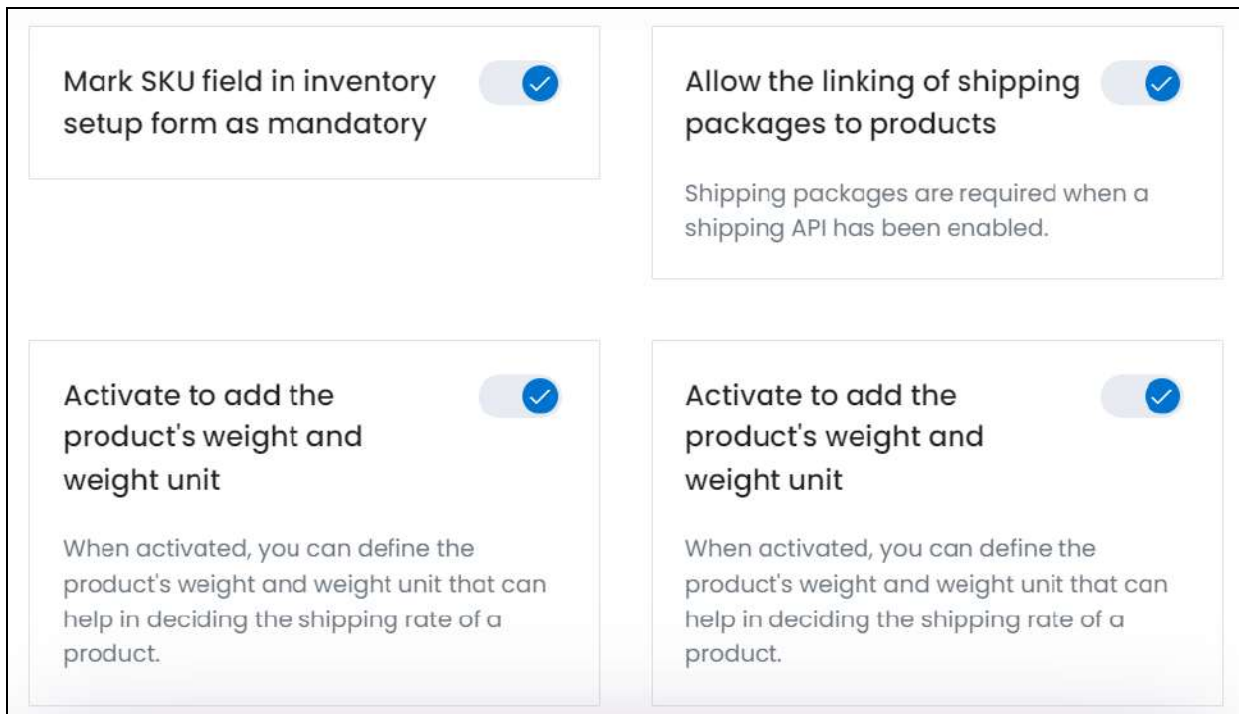 Mark SKU field in inventory
setup form as mandatory
Allow the linking of shipping
packages to products
Shipping packages are required when a
shipping API has been enabled.
Activate to add the
product's weight and
weight unit
When activated, you can define the
product's weight and weight unit that can
help in deciding the shipping rate of a
product.
Activate to add the
product's weight and
weight unit
When activated, you can define the
product's weight and weight unit that can
help in deciding the shipping rate of a
product.